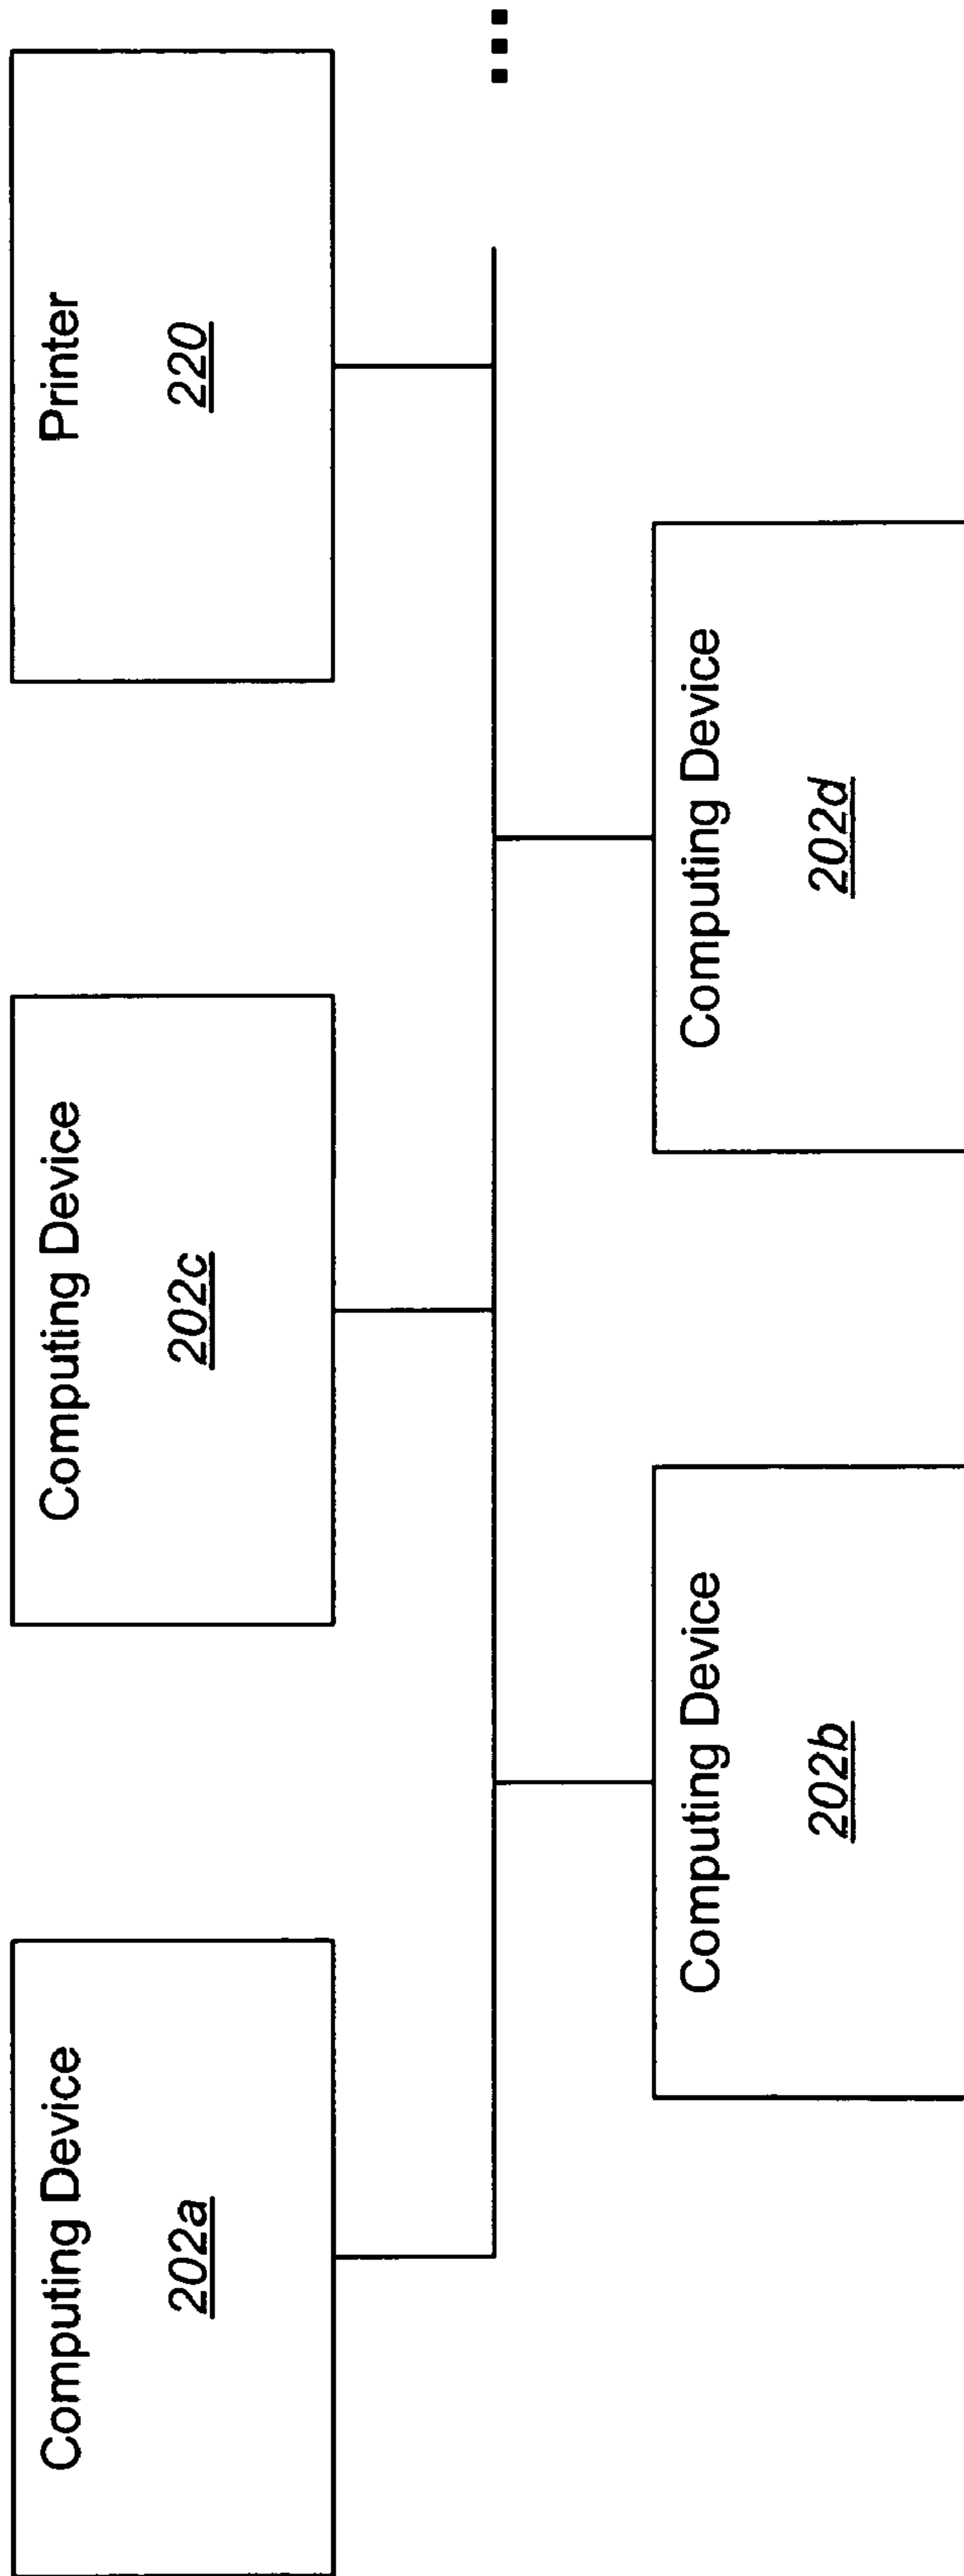 Computing Device
202a
Computing Device
202c
Printer
220
Computing Device
202b
Computing Device
202d